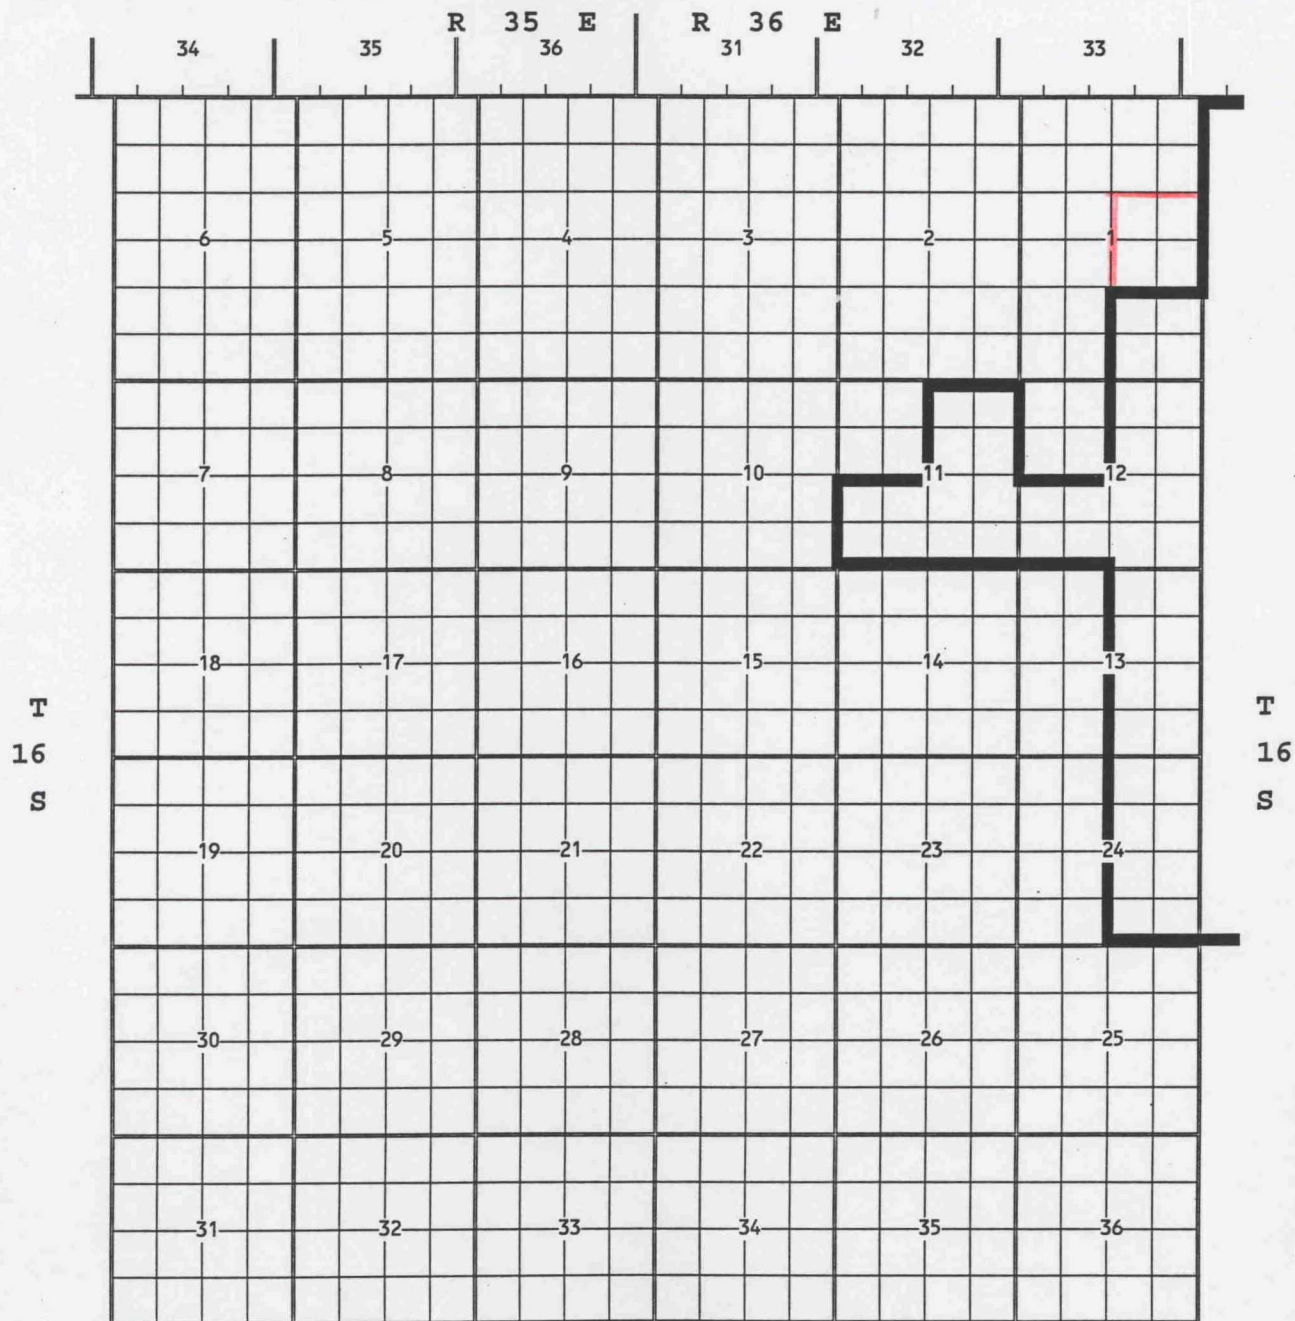 R 35 E R 36 E
34 35 36 31 32 33
6 5 4 3 2 1
7 8 9 10 11 12
18 17 16 15 14 13
T T
16 16
S S
19 20 21 22 23 24
30 29 28 27 26 25
31 32 33 34 35 36